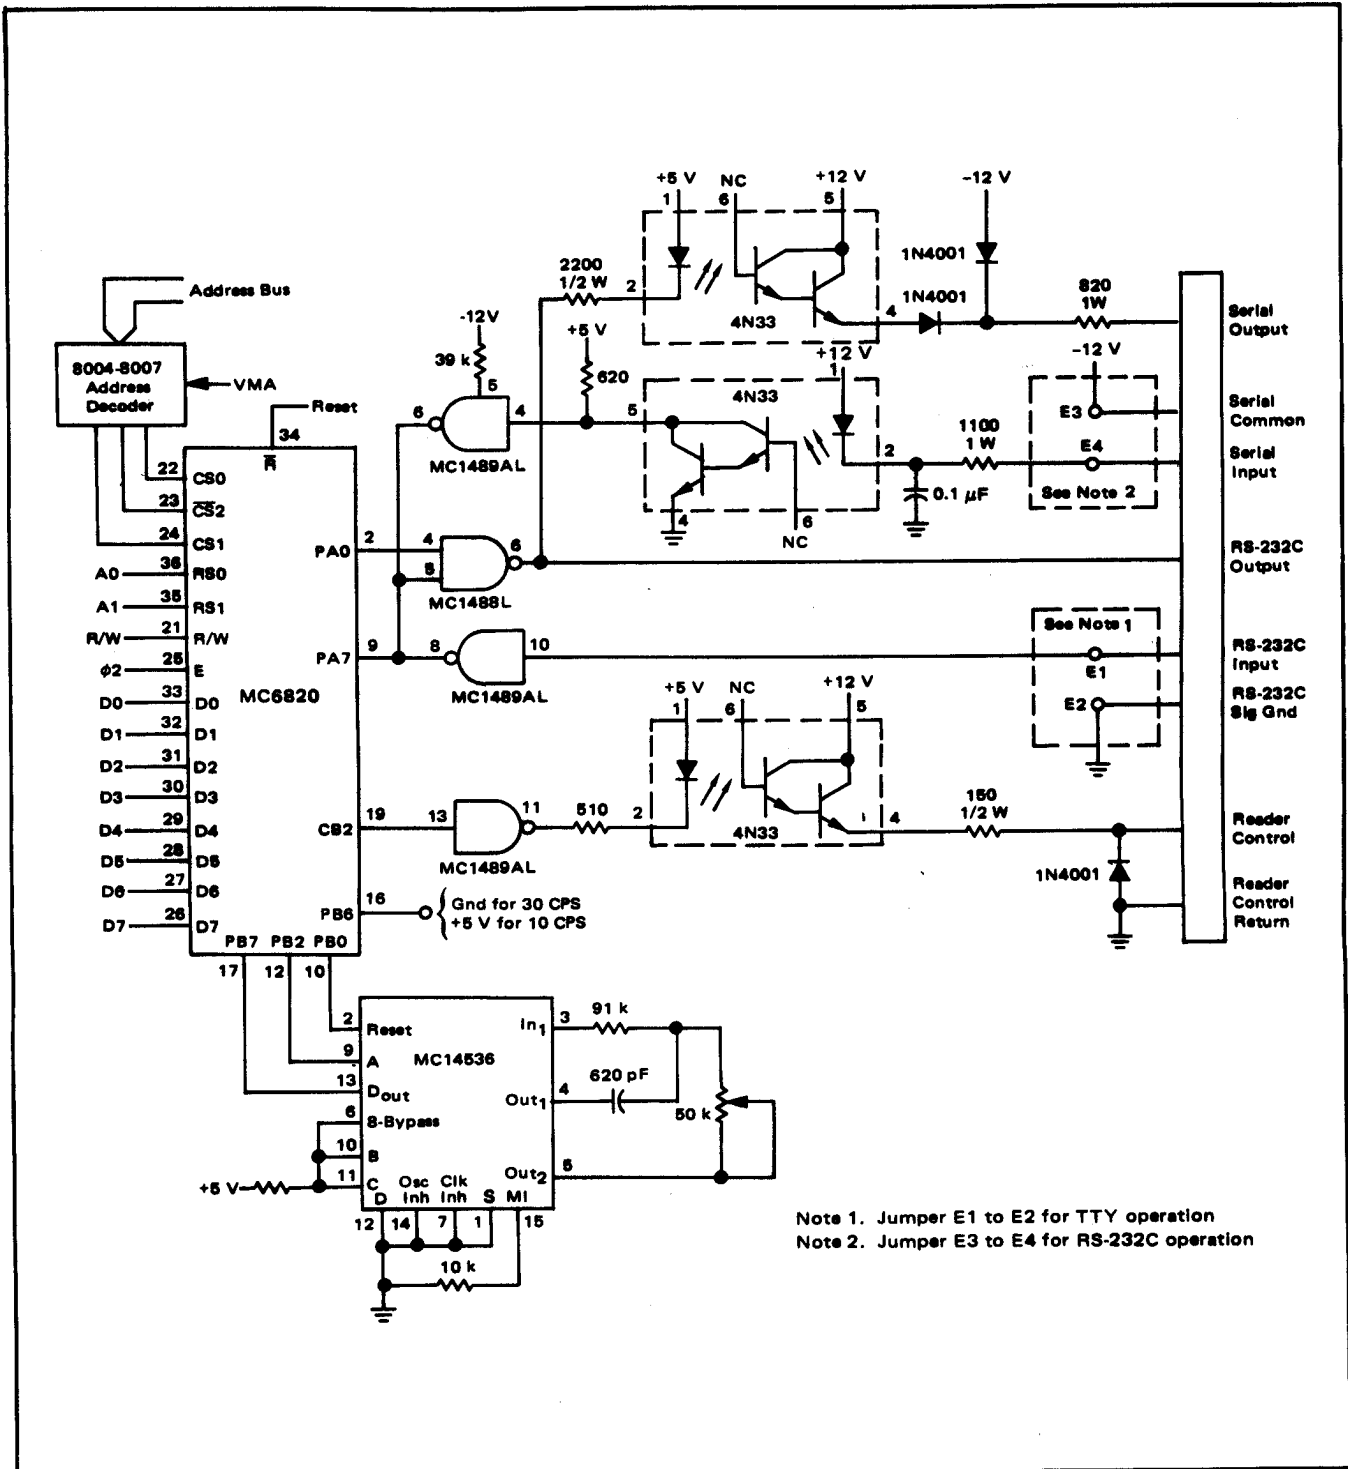 +5 V
NC
+12 V
-12 V
1
6
5
2200
1/2 W
2
4N33
4
1N4001
1N4001
820
1W
Serial
Output
Address Bus
8004-8007
Address
Decoder
VMA
Reset
34
R̅
-12V
39 k
5
6
4
MC1489AL
+5 V
620
5
+12 V
1
4N33
2
4
6
NC
0.1 µF
1100
1 W
-12 V
E3
E4
See Note 2
Serial
Common
Serial
Input
22 CS0
23 C̅S̅2
24 CS1
A0 36 RS0
A1 35 RS1
R/W 21 R/W
ϕ2 25 E
D0 33 D0
D1 32 D1
D2 31 D2
D3 30 D3
D4 29 D4
D5 28 D5
D6 27 D6
D7 26 D7
MC6820
PA0 2
PA7 9
CB2 19
PB6 16
PB7 PB2 PB0
17 12 10
4
5
6
MC1488L
RS-232C
Output
8
10
MC1489AL
See Note 1
E1
E2
RS-232C
Input
RS-232C
Sig Gnd
13
11
MC1489AL
510
+5 V
NC
+12 V
1
6
5
2
4N33
4
150
1/2 W
1N4001
Reader
Control
Reader
Control
Return
Gnd for 30 CPS
+5 V for 10 CPS
2 Reset
9 A
13 Dout
6 8-Bypass
10 B
11 C
+5 V
MC14536
In1 3
Out1 4
Out2 5
91 k
620 pF
50 k
D
Osc
Inh
Clk
Inh
S
MI
12 14 7 1 15
10 k
Note 1. Jumper E1 to E2 for TTY operation
Note 2. Jumper E3 to E4 for RS-232C operation